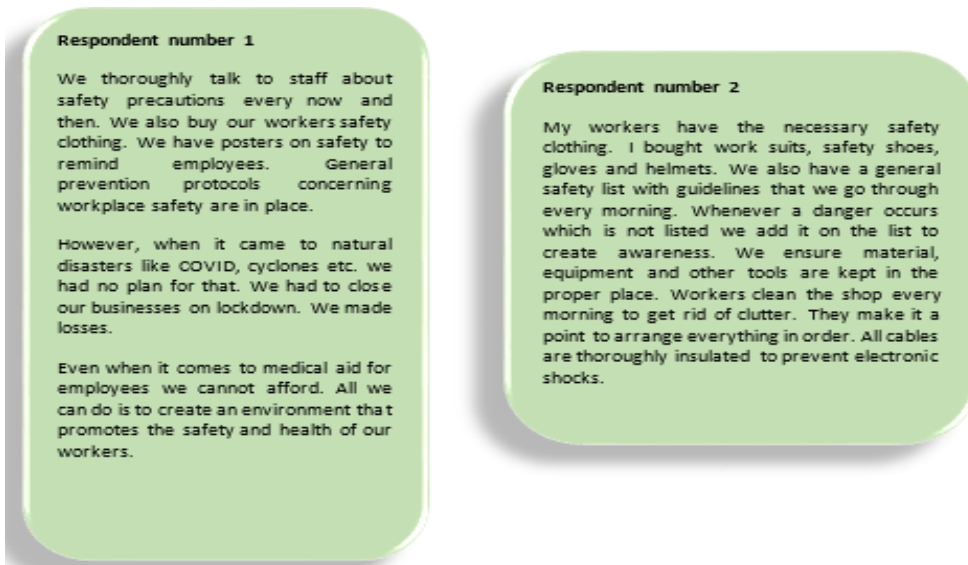 Respondent number 1
We thoroughly talk to staff about
safety precautions every now and
then. We also buy our workers safety
clothing. We have posters on safety to
remind employees. General
prevention protocols concerning
workplace safety are in place.
However, when it came to natural
disasters like COVID, cyclones etc. we
had no plan for that. We had to close
our businesses on lockdown. We made
losses.
Even when it comes to medical aid for
employees we cannot afford. All we
can do is to create an environment that
promotes the safety and health of our
workers.
Respondent number 2
My workers have the necessary safety
clothing. I bought work suits, safety shoes,
gloves and helmets. We also have a general
safety list with guidelines that we go through
every morning. Whenever a danger occurs
which is not listed we add it on the list to
create awareness. We ensure material,
equipment and other tools are kept in the
proper place. Workers clean the shop every
morning to get rid of clutter. They make it a
point to arrange everything in order. All cables
are thoroughly insulated to prevent electronic
shocks.